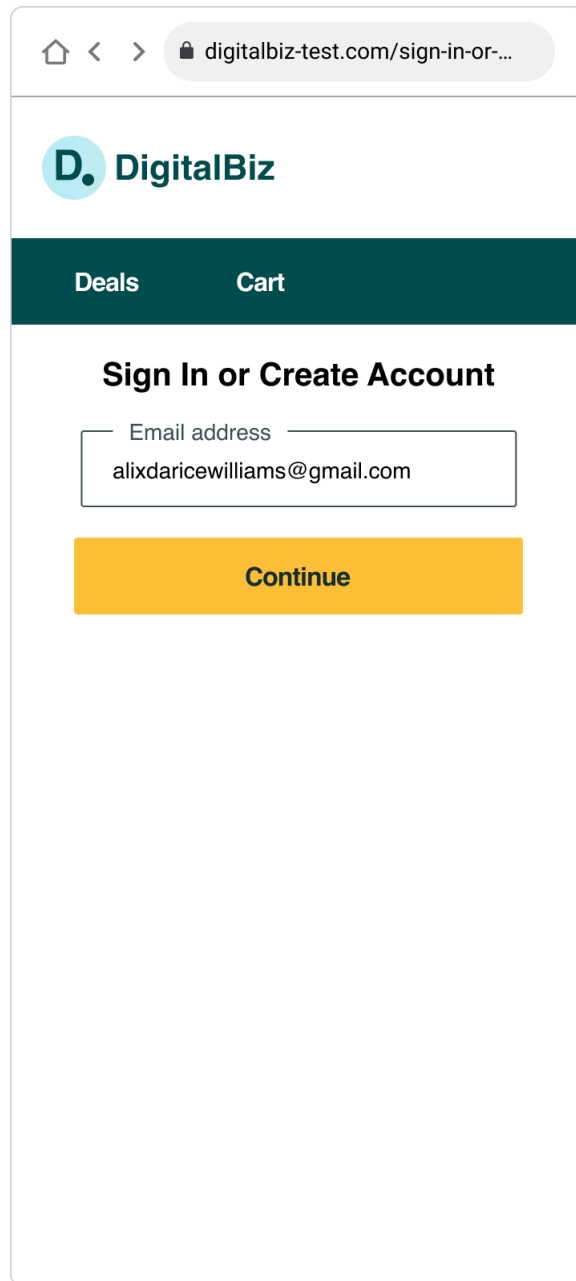 digitalbiz-test.com/sign-in-or-...
D. DigitalBiz
Deals Cart
Sign In or Create Account
Email address
alixdaricewilliams@gmail.com
Continue